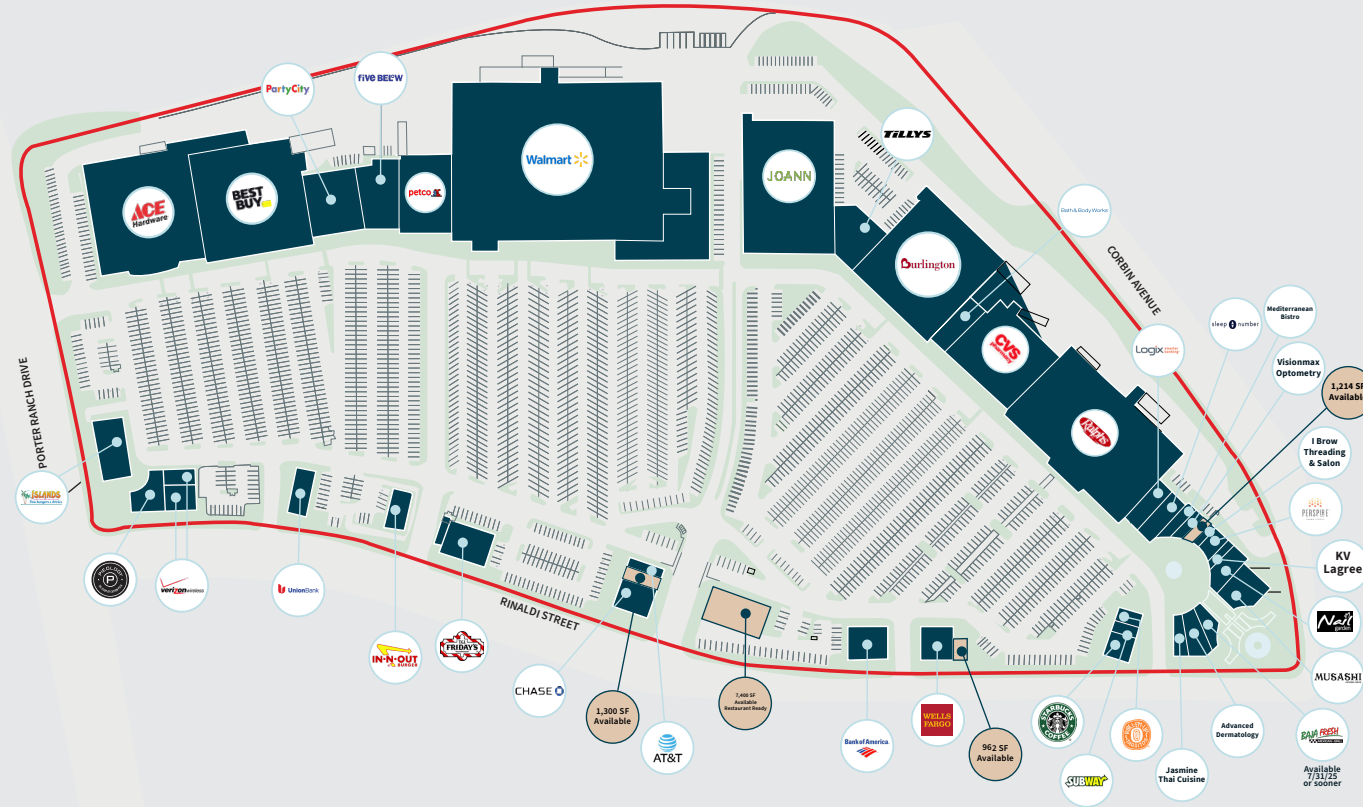 PartyCity
five BELOW
TILLYS
Walmart
JOANN
BEST
BUY
ACE
Hardware
petco
Bath & Body Works
Burlington
CORBIN AVENUE
Mediterranean
Bistro
sleep number
Logix
CVS
pharmacy
Visionmax
Optometry
1,214 SF
Available
PORTER RANCH DRIVE
Ralphs
I Brow
Threading
& Salon
ISLANDS
PERSPIRE
KV
Lagree
P
verizon wireless
UnionBank
RINALDI STREET
Nail
garden
IN-N-OUT
BURGER
FRIDAY'S
MUSASHI
CHASE
1,300 SF
Available
7,400 SF
Available
Restaurant Ready
AT&T
Bank of America
WELLS
FARGO
962 SF
Available
STARBUCKS
COFFEE
SUBWAY
Jasmine
Thai Cuisine
Advanced
Dermatology
BAJA FRESH
Available
7/31/25
or sooner